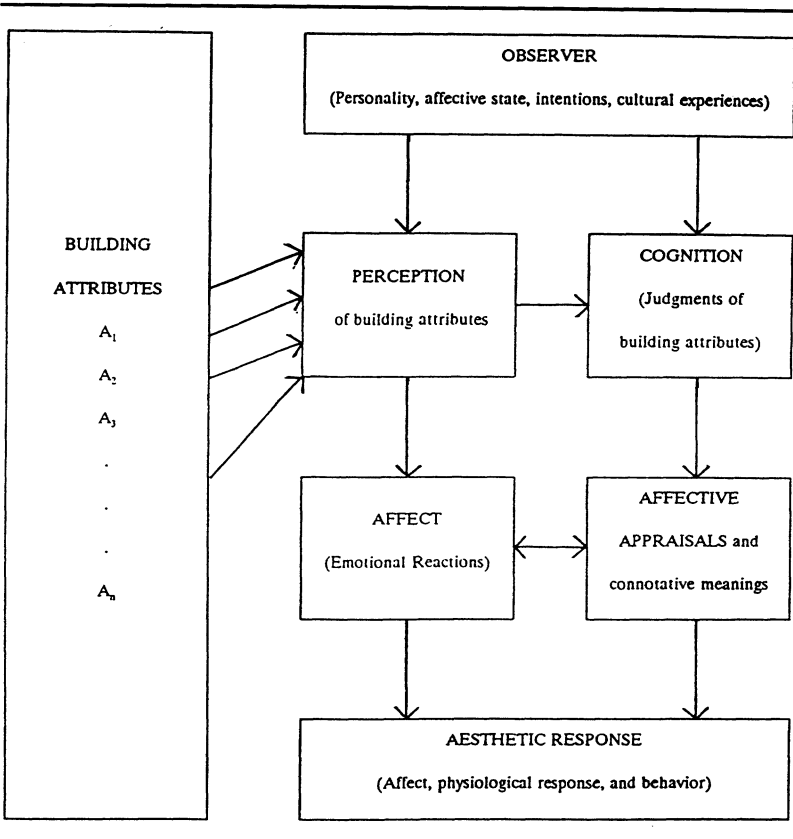 OBSERVER
(Personality, affective state, intentions, cultural experiences)
BUILDING
ATTRIBUTES
A₁
A₂
A₃
.
.
.
Aₙ
PERCEPTION
of building attributes
COGNITION
(Judgments of
building attributes)
AFFECT
(Emotional Reactions)
AFFECTIVE
APPRAISALS and
connotative meanings
AESTHETIC RESPONSE
(Affect, physiological response, and behavior)